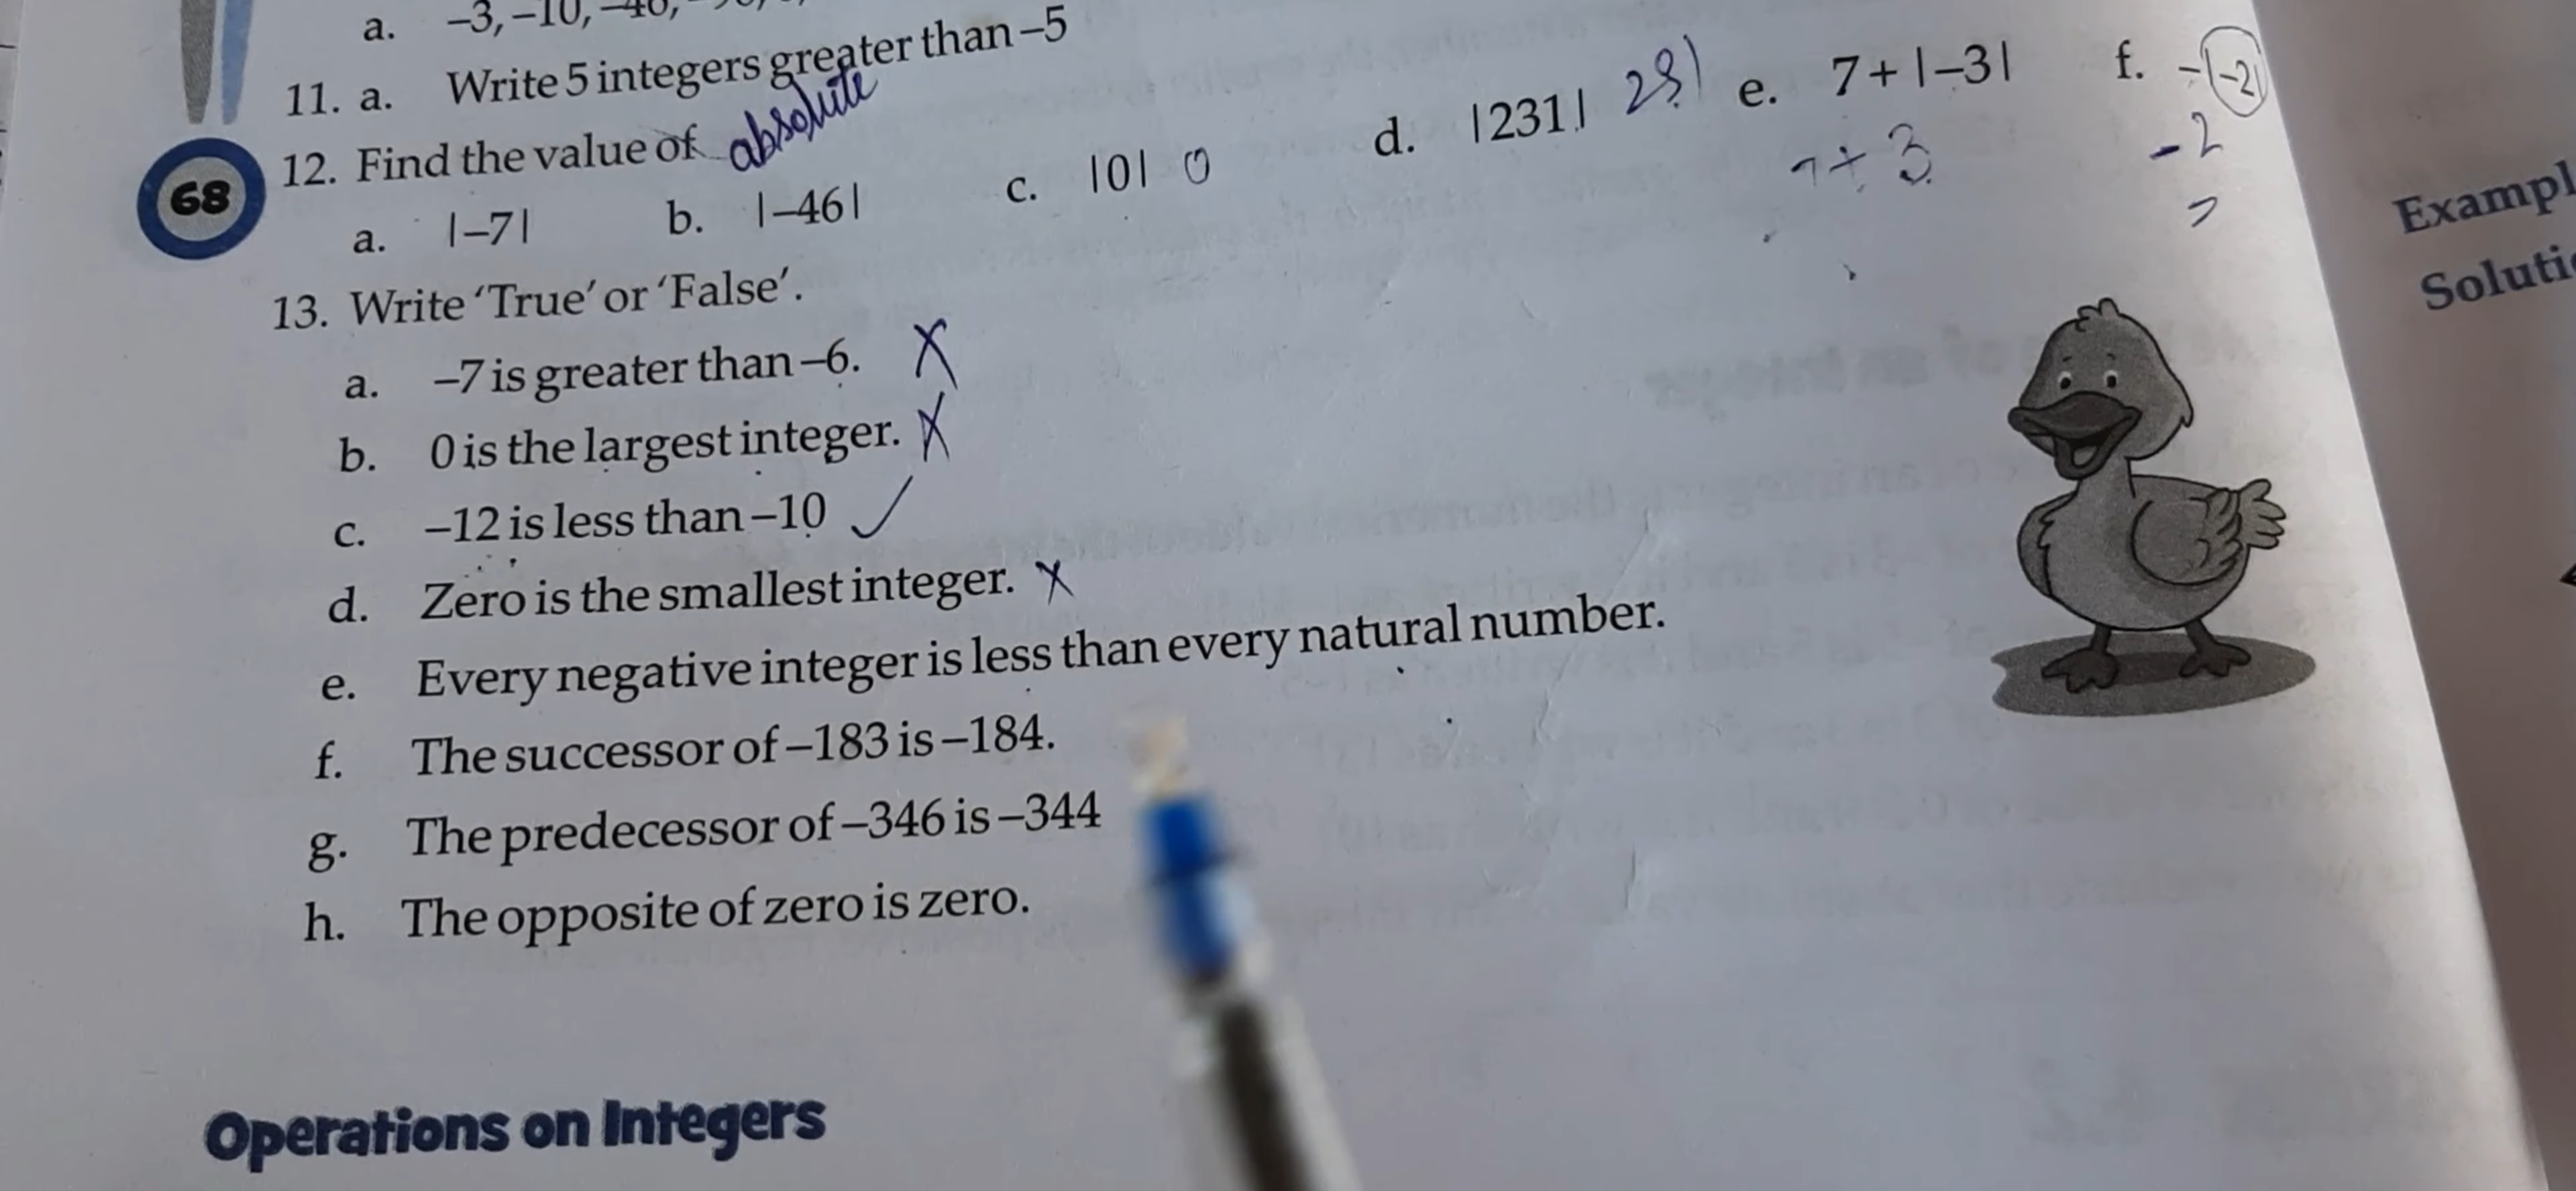 a. –3, –10,
11. a. Write 5 integers greater than –5
12. Find the value of absolute
68
a. |–7| b. |–46| c. |0| 0 d. |231| 231 e. 7 + |–3| f. –|–2|
7 + 3
-2
13. Write 'True' or 'False'.
a. –7 is greater than –6. X
b. 0 is the largest integer. X
c. –12 is less than –10 ✓
d. Zero is the smallest integer. X
e. Every negative integer is less than every natural number.
f. The successor of –183 is –184.
g. The predecessor of –346 is –344
h. The opposite of zero is zero.
Operations on Integers